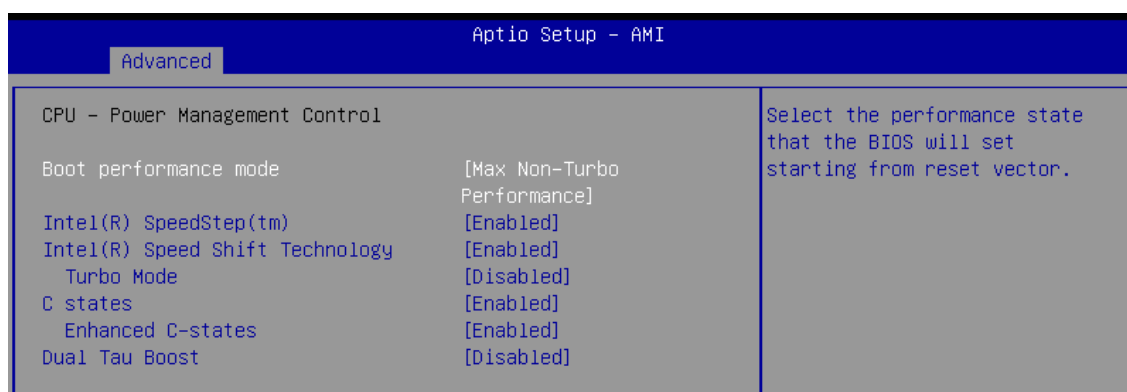 Aptio Setup – AMI
Advanced
CPU – Power Management Control
Boot performance mode [Max Non-Turbo
Performance]
Intel(R) SpeedStep(tm) [Enabled]
Intel(R) Speed Shift Technology [Enabled]
Turbo Mode [Disabled]
C states [Enabled]
Enhanced C-states [Enabled]
Dual Tau Boost [Disabled]
Select the performance state
that the BIOS will set
starting from reset vector.